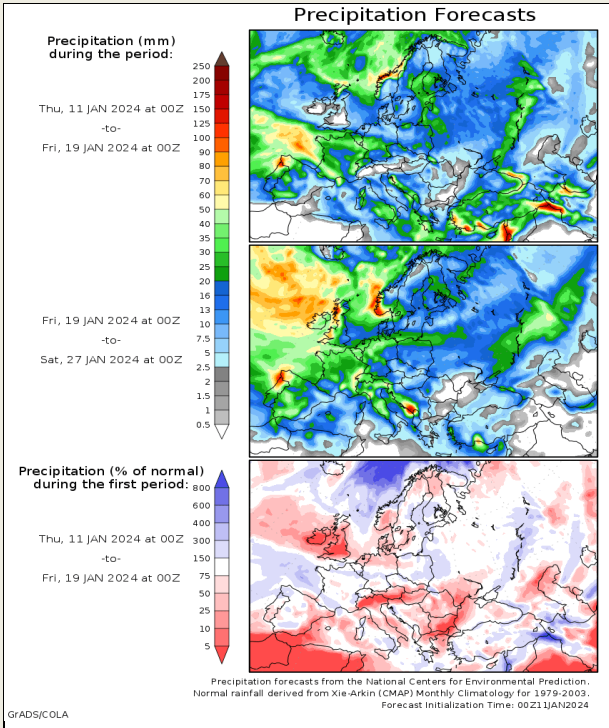 Precipitation Forecasts
Precipitation (mm)
during the period:
Thu, 11 JAN 2024 at 00Z
-to-
Fri, 19 JAN 2024 at 00Z
250
200
175
150
125
100
90
80
70
60
50
40
35
30
25
20
16
13
10
7.5
5
2.5
2
1.5
1
0.5
Fri, 19 JAN 2024 at 00Z
-to-
Sat, 27 JAN 2024 at 00Z
Precipitation (% of normal)
during the first period:
Thu, 11 JAN 2024 at 00Z
-to-
Fri, 19 JAN 2024 at 00Z
800
600
400
300
150
75
50
25
10
5
Precipitation forecasts from the National Centers for Environmental Prediction.
Normal rainfall derived from Xie-Arkin (CMAP) Monthly Climatology for 1979-2003.
Forecast Initialization Time: 00Z11JAN2024
GrADS/COLA